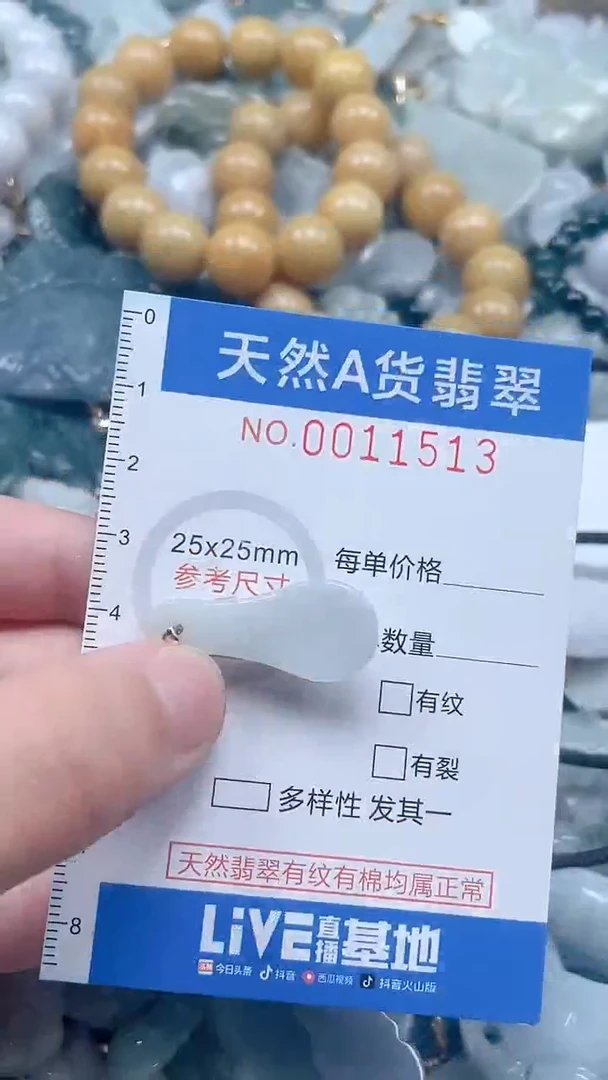 0
天然A货翡翠
NO.0011513
1
2
3
25x25mm
参考尺寸
每单价格
4
数量
有纹
有裂
多样性 发其一
天然翡翠有纹有棉均属正常
8
LiVE直播基地
头条 今日头条 抖音 西瓜视频 抖音火山版